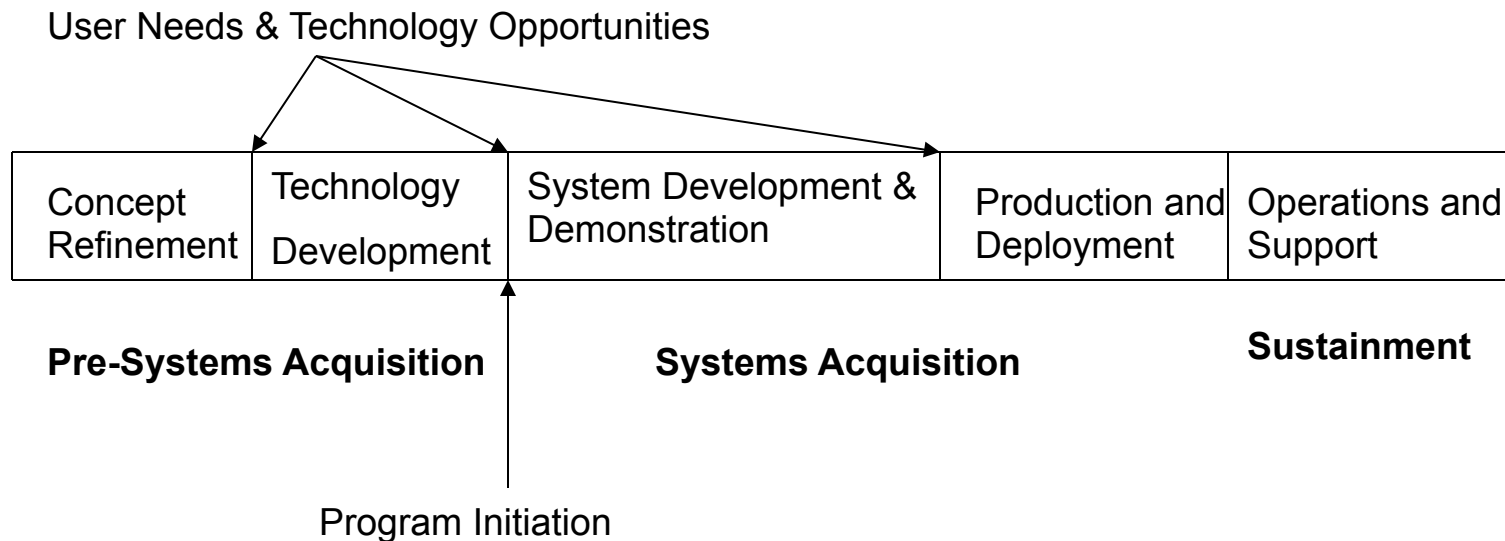 User Needs & Technology Opportunities
Concept
Refinement
Technology
Development
System Development &
Demonstration
Production and
Deployment
Operations and
Support
Pre-Systems Acquisition
Systems Acquisition
Sustainment
Program Initiation